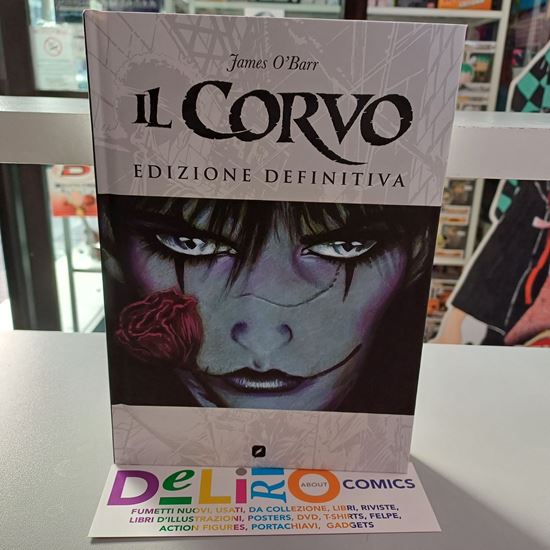 James O'Barr
IL CORVO
EDIZIONE DEFINITIVA
DELIRIO ABOUT COMICS
FUMETTI NUOVI, USATI, DA COLLEZIONE, LIBRI, RIVISTE,
LIBRI D'ILLUSTRAZIONI, POSTERS, DVD, T-SHIRTS, FELPE,
ACTION FIGURES, PORTACHIAVI, GADGETS